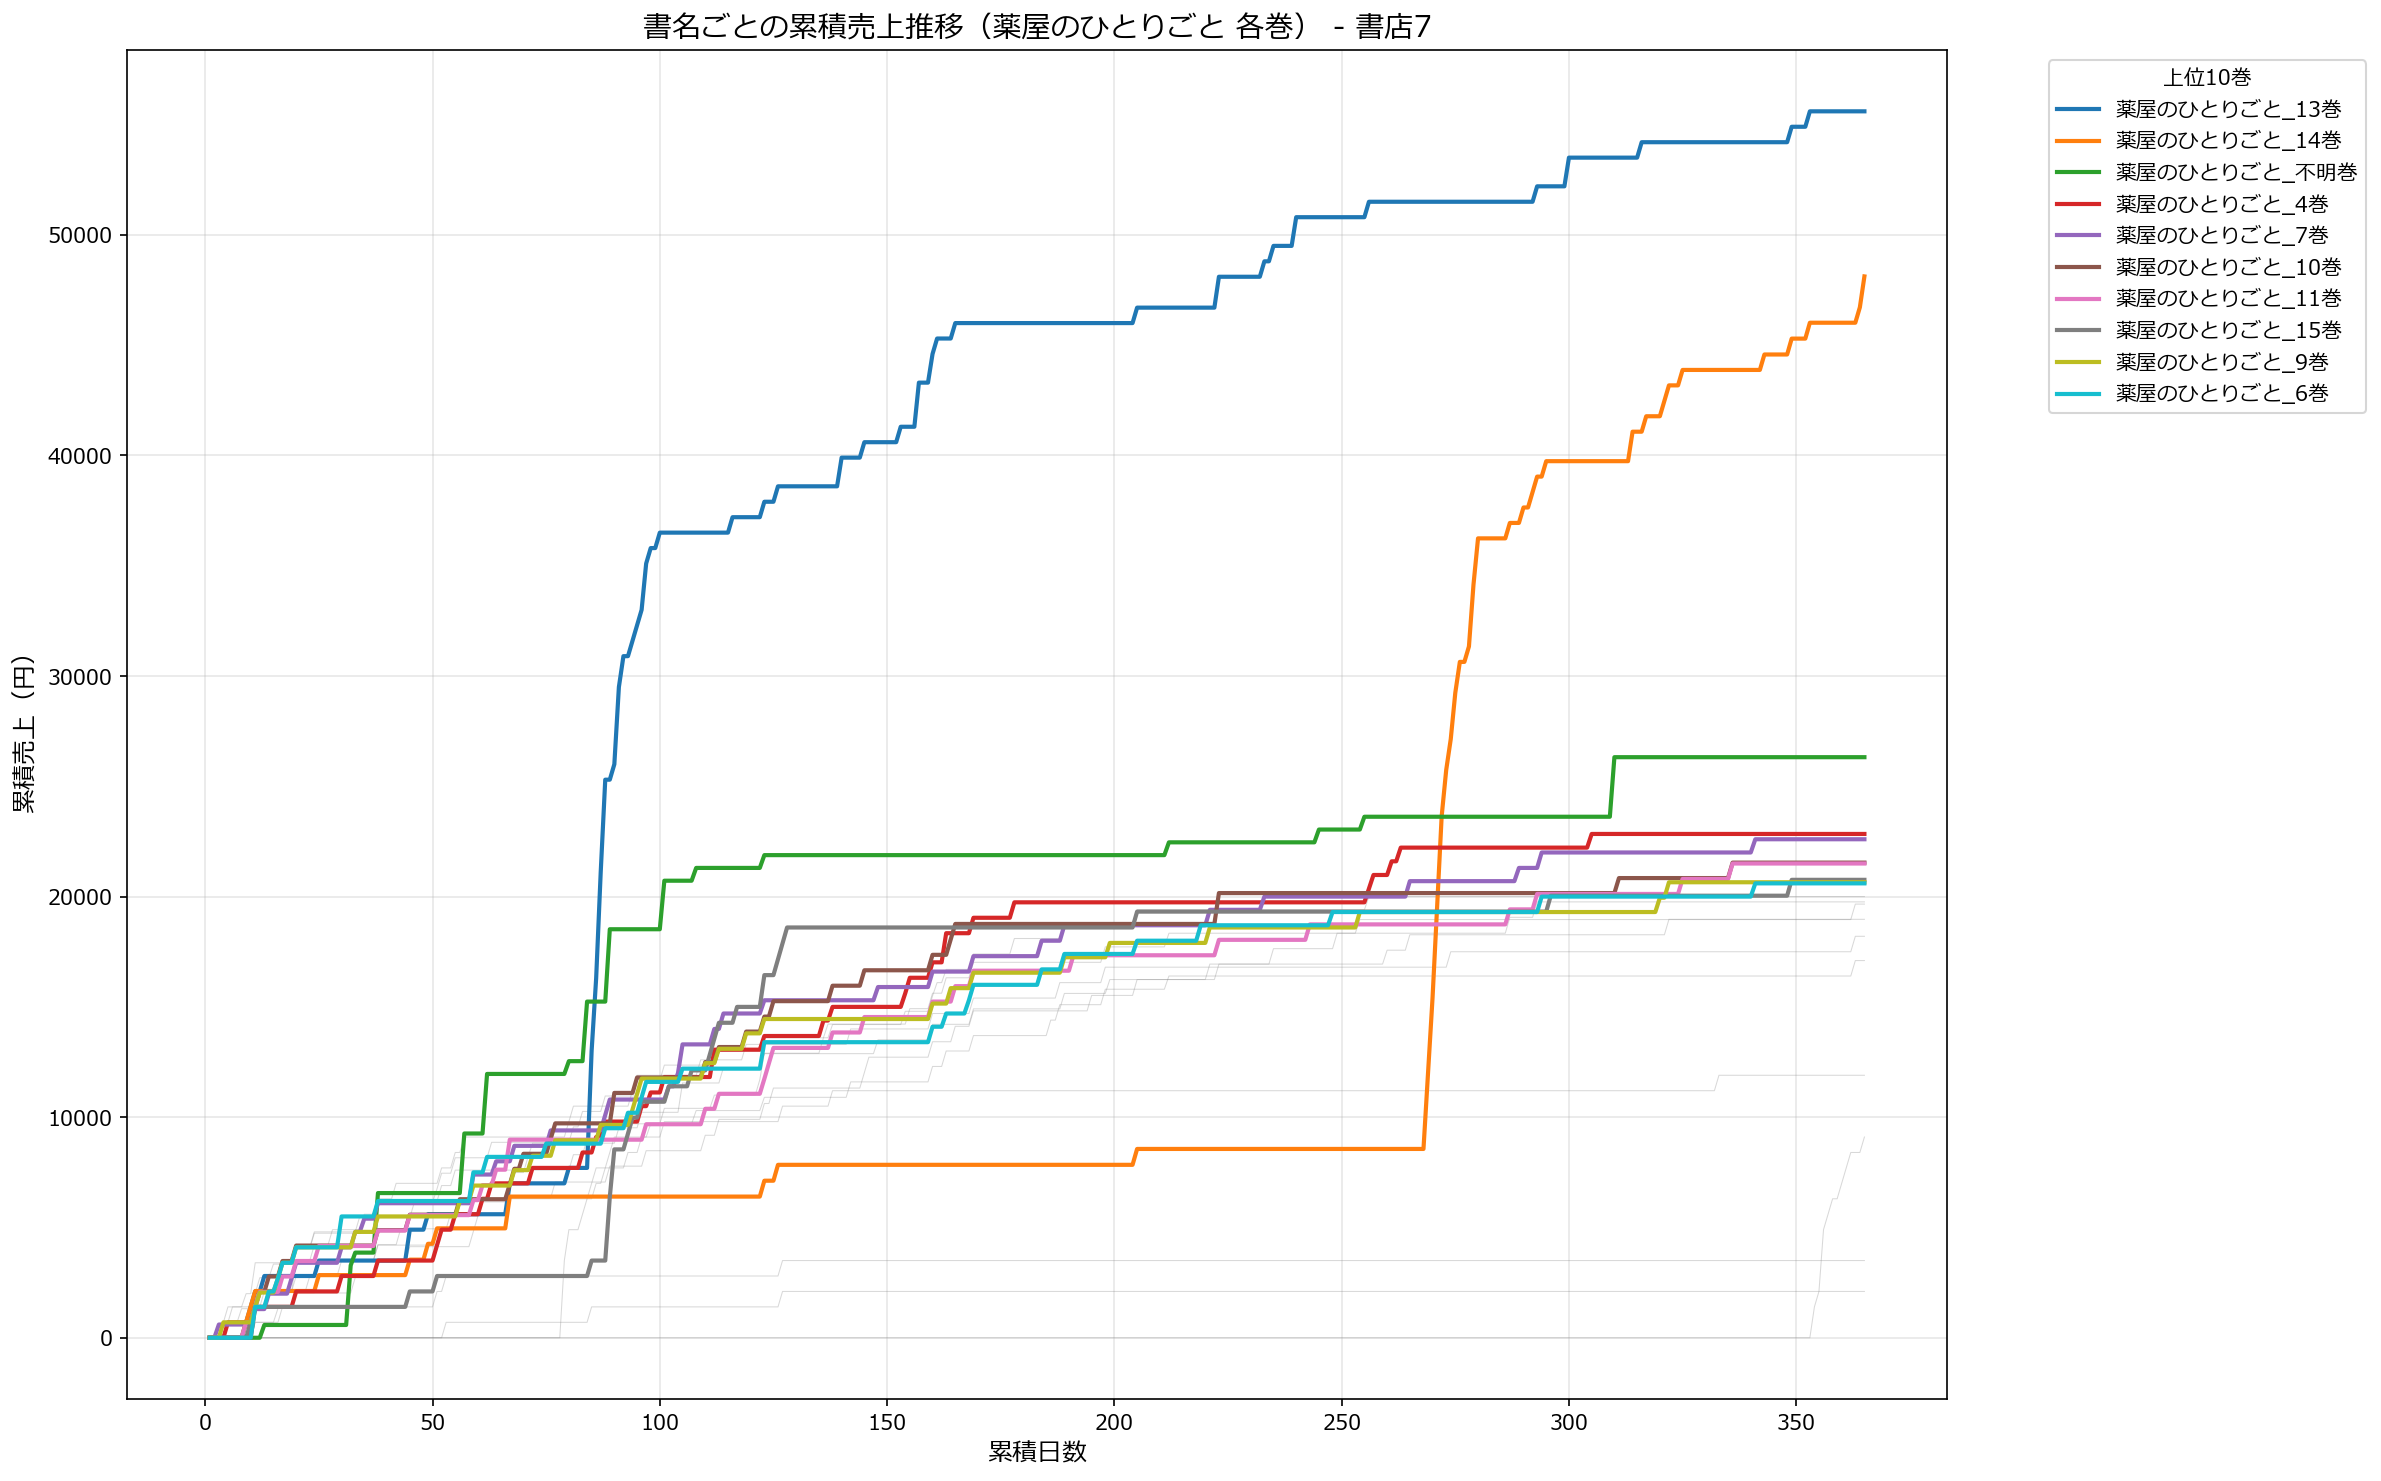 書名ごとの累積売上推移（薬屋のひとりごと 各巻） - 書店7
累積売上（円）
50000
40000
30000
20000
10000
0
0
50
100
150
200
250
300
350
累積日数
上位10巻
薬屋のひとりごと_13巻
薬屋のひとりごと_14巻
薬屋のひとりごと_不明巻
薬屋のひとりごと_4巻
薬屋のひとりごと_7巻
薬屋のひとりごと_10巻
薬屋のひとりごと_11巻
薬屋のひとりごと_15巻
薬屋のひとりごと_9巻
薬屋のひとりごと_6巻